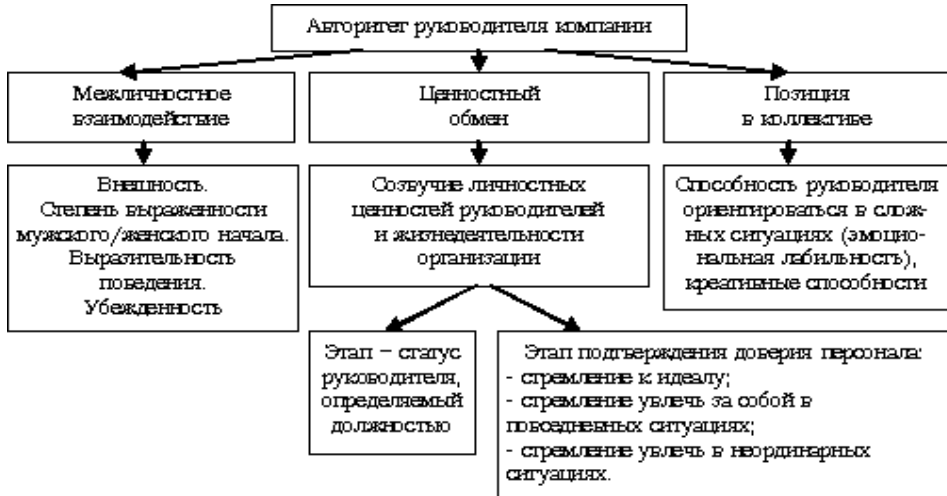 Авторитет руководителя компании
Межличностное
взаимодействие
Ценностный
обмен
Позиция
в коллективе
Внешность.
Степень выраженности
мужского/женского начала.
Выразительность
поведения.
Убежденность
Созвучие личностных
ценностей руководителей
и жизнедеятельности
организации
Способность руководителя
ориентироваться в слож-
ных ситуациях (эмоцио-
нальная лабильность),
креативные способности
Этап – статус
руководителя,
определяемый
должностью
Этап подтверждения доверия персонала:
- стремление к идеалу;
- стремление увлечь за собой в
повседневных ситуациях;
- стремление увлечь в неординарных
ситуациях.